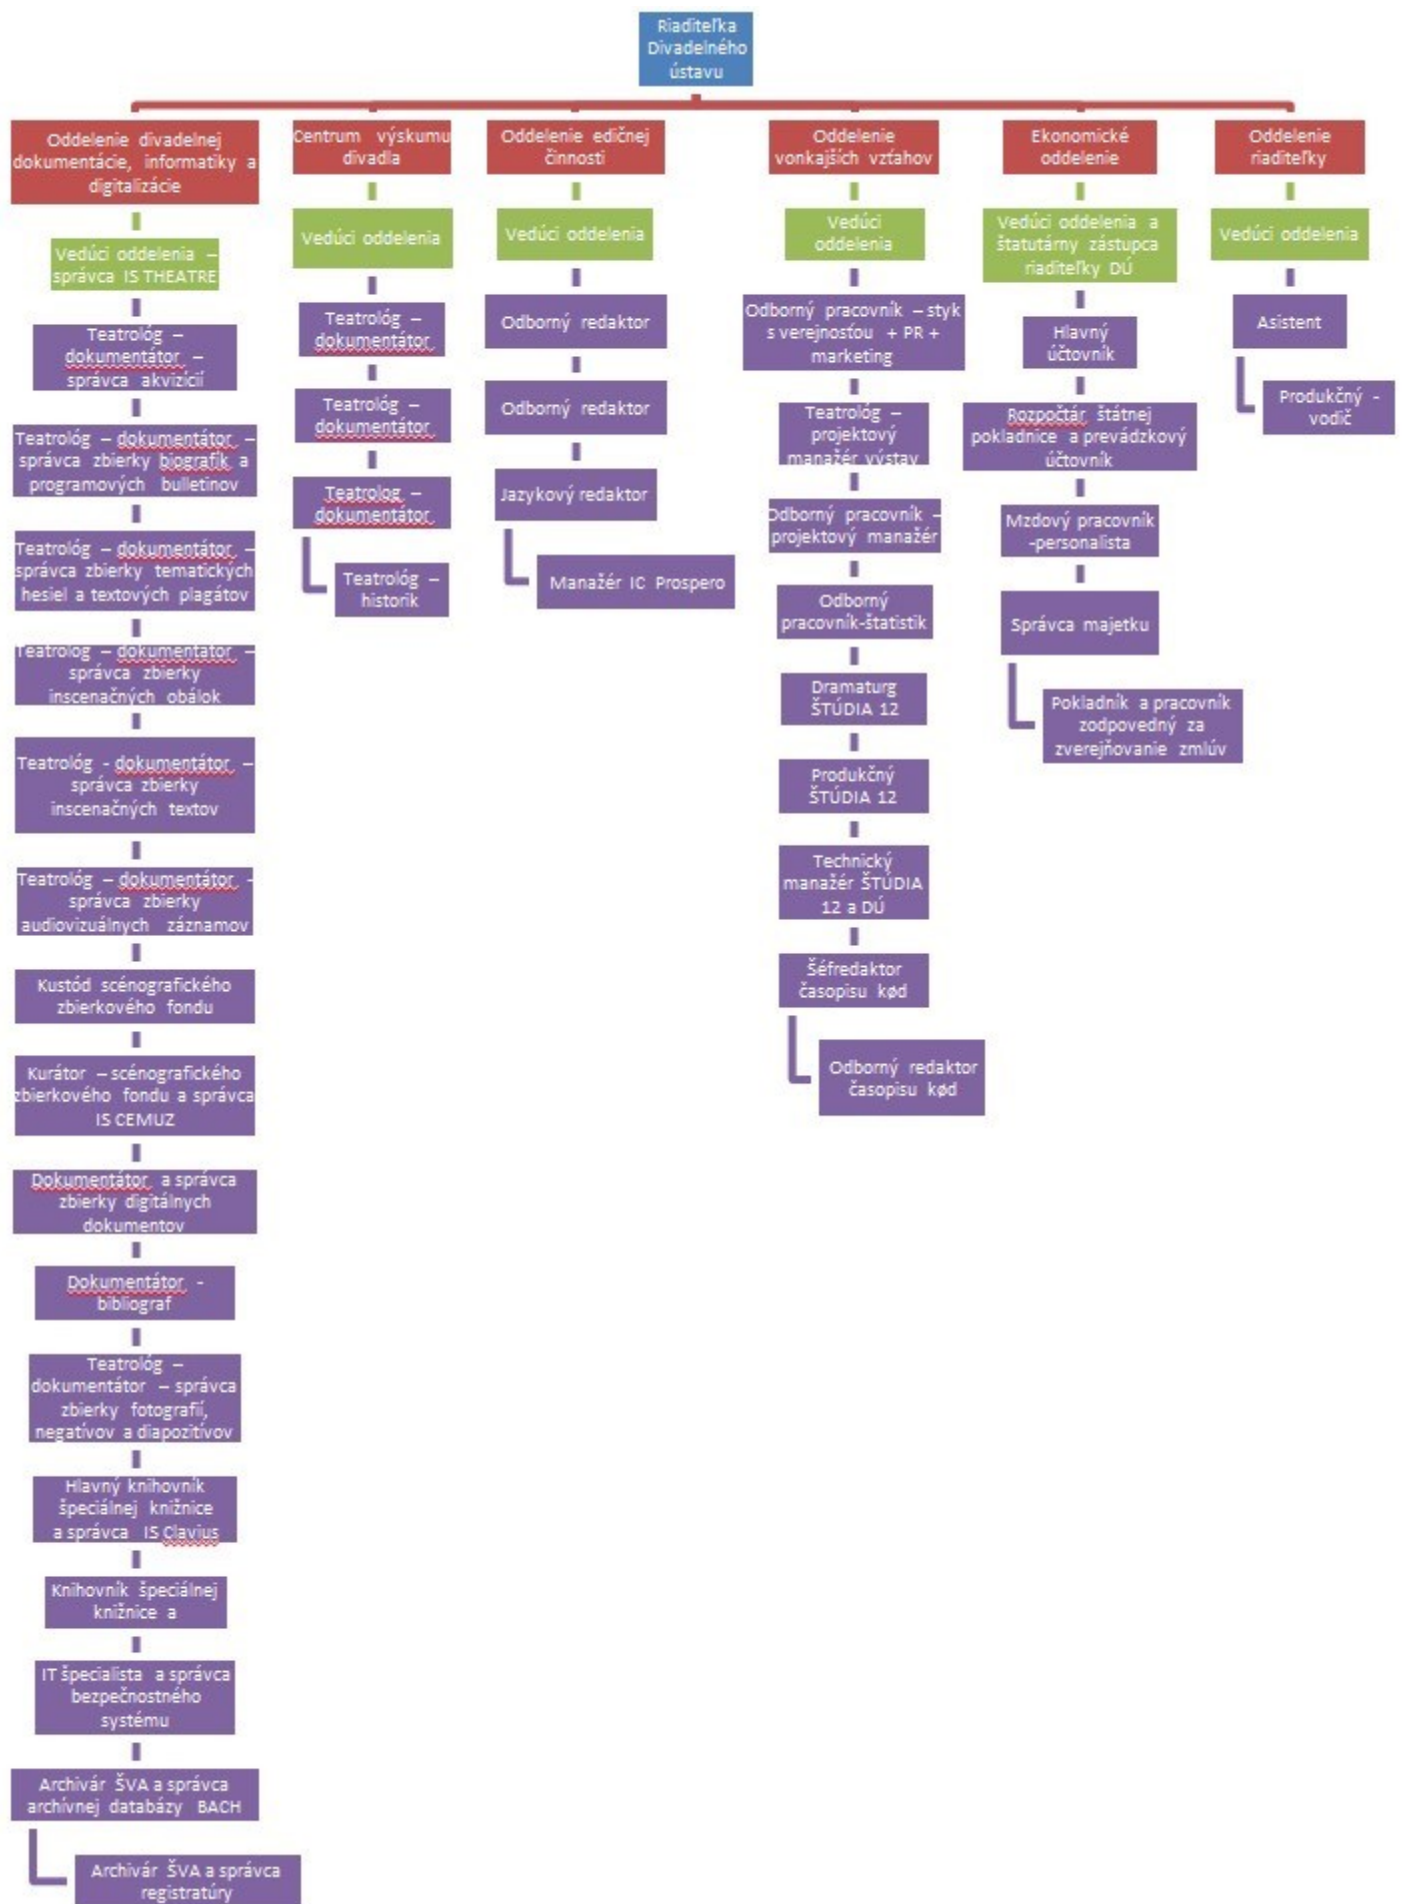 Riaditeľka
Divadelného
ústavu
Oddelenie divadelnej
dokumentácie, informatiky a
digitalizácie
Vedúci oddelenia –
správca IS THEATRE
Teatrológ –
dokumentátor –
správca akvizícií
Teatrológ – dokumentátor –
správca zbierky biografik a
programových bulletinov
Teatrológ – dokumentátor –
správca zbierky tematických
hesiel a textových plagátov
Teatrológ – dokumentátor –
správca zbierky
inscenačných obálok
Teatrológ - dokumentátor –
správca zbierky
inscenačných textov
Teatrológ – dokumentátor -
správca zbierky
audiovizuálnych záznamov
Kustód scénografického
zbierkového fondu
Kurátor – scénografického
zbierkového fondu a správca
IS CEMUZ
Dokumentátor a správca
zbierky digitálnych
dokumentov
Dokumentátor -
bibliograf
Teatrológ –
dokumentátor – správca
zbierky fotografií,
negatívov a diapozitívov
Hlavný knihovník
špeciálnej knižnice
a správca IS Clavius
Knihovník špeciálnej
knižnice a
IT špecialista a správca
bezpečnostného
systému
Archivár ŠVA a správca
archívnej databázy BACH
Archivár ŠVA a správca
registratúry
Centrum výskumu
divadla
Vedúci oddelenia
Teatrológ –
dokumentátor
Teatrológ –
dokumentátor
Teatrolog –
dokumentátor
Teatrológ –
historik
Oddelenie edičnej
činnosti
Vedúci oddelenia
Odborný redaktor
Odborný redaktor
Jazykový redaktor
Manažér IC Prospero
Oddelenie
vonkajších vzťahov
Vedúci
oddelenia
Odborný pracovník – styk
s verejnosťou + PR +
marketing
Teatrológ –
projektový
manažér výstav
Odborný pracovník –
projektový manažér
Odborný
pracovník-štatistik
Dramaturg
ŠTÚDIA 12
Produkčný
ŠTÚDIA 12
Technický
manažér ŠTÚDIA
12 a DÚ
Šéfredaktor
časopisu kød
Odborný redaktor
časopisu kød
Ekonomické
oddelenie
Vedúci oddelenia a
štatutárny zástupca
riaditeľky DÚ
Hlavný
účtovník
Rozpočtár štátnej
pokladnice a prevádzkový
účtovník
Mzdový pracovník
-personalista
Správca majetku
Pokladník a pracovník
zodpovedný za
zverejňovanie zmlúv
Oddelenie
riaditeľky
Vedúci oddelenia
Asistent
Produkčný -
vodič